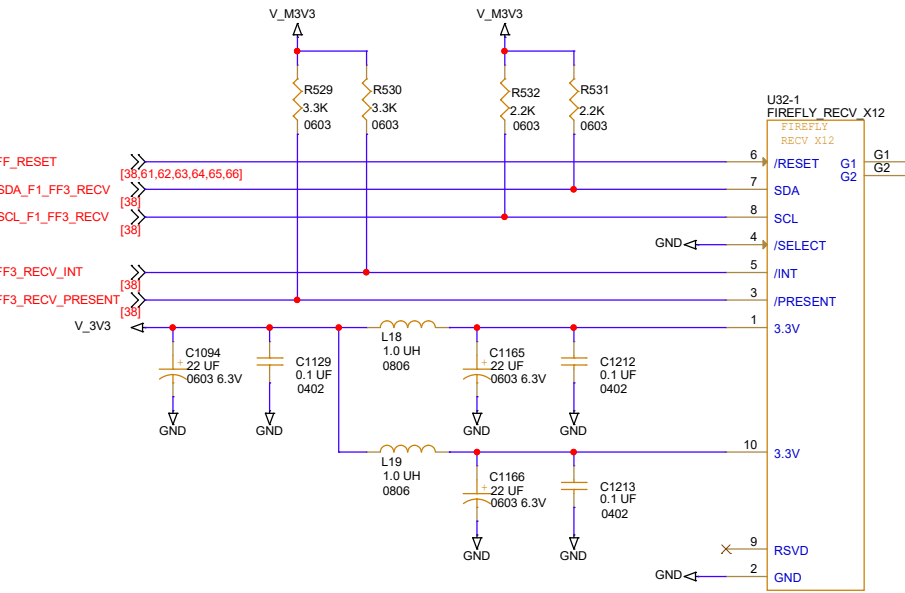 V_M3V3
V_M3V3
R529
3.3K
0603
R530
3.3K
0603
R532
2.2K
0603
R531
2.2K
0603
U32-1
FIREFLY_RECV_X12
FIREFLY
RECV X12
FF_RESET
[38,61,62,63,64,65,66]
6
/RESET
G1
G1
G2
G2
SDA_F1_FF3_RECV
[38]
7
SDA
SCL_F1_FF3_RECV
[38]
8
SCL
GND
4
/SELECT
FF3_RECV_INT
[38]
5
/INT
FF3_RECV_PRESENT
[38]
3
/PRESENT
V_3V3
1
3.3V
C1094
+
22 UF
0603 6.3V
GND
C1129
0.1 UF
0402
GND
L18
1.0 UH
0806
C1165
+
22 UF
0603 6.3V
GND
C1212
0.1 UF
0402
GND
10
3.3V
L19
1.0 UH
0806
C1166
+
22 UF
0603 6.3V
GND
C1213
0.1 UF
0402
GND
9
RSVD
GND
2
GND